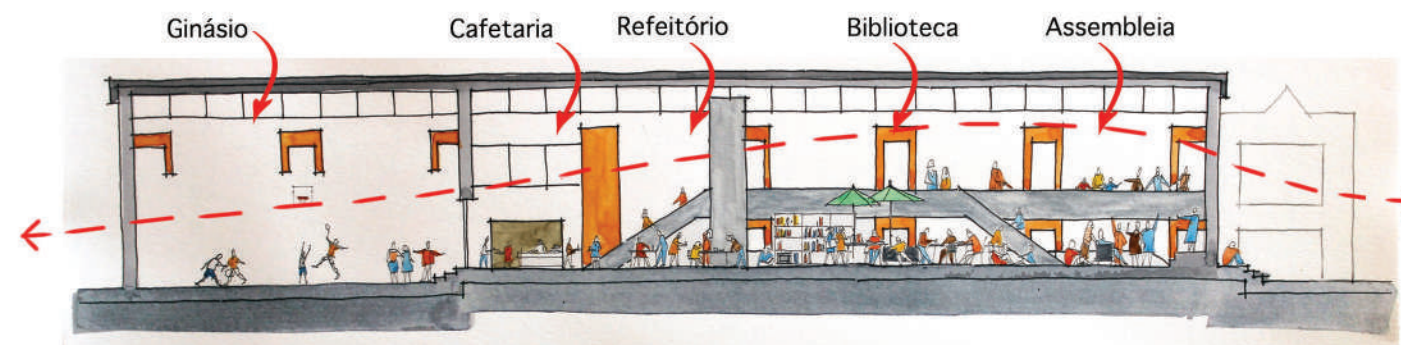 Ginásio
Cafetaria
Refeitório
Biblioteca
Assembleia